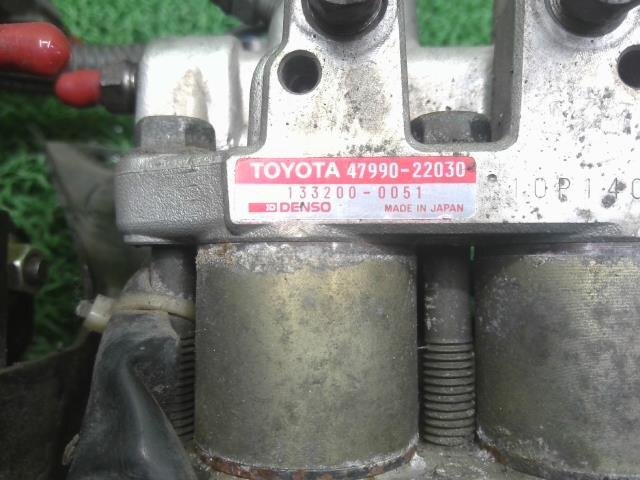 TOYOTA 47990-22030
133200-0051
DENSO MADE IN JAPAN
10P140